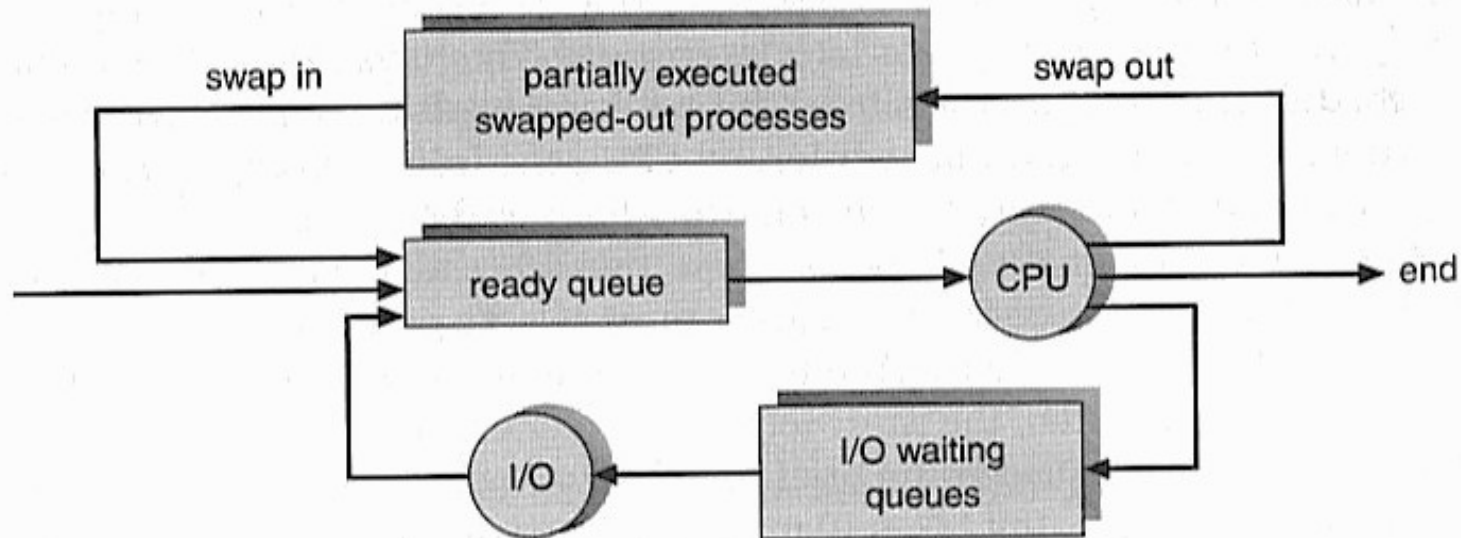 swap in
partially executed
swapped-out processes
swap out
ready queue
CPU
end
I/O
I/O waiting
queues